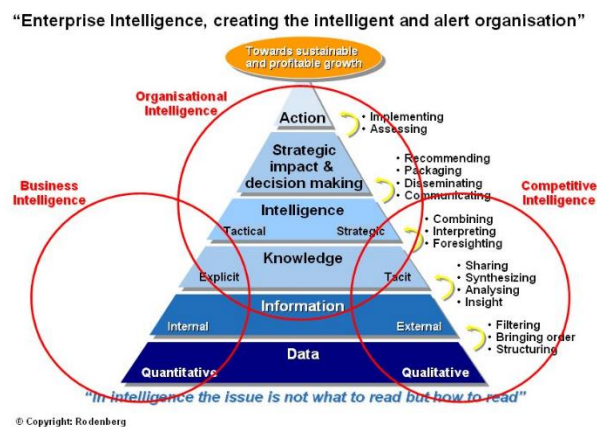 “Enterprise Intelligence, creating the intelligent and alert organisation”
Towards sustainable
and profitable growth
Organisational
Intelligence
Action
• Implementing
• Assessing
Strategic
impact &
decision making
• Recommending
• Packaging
• Disseminating
• Communicating
Business
Intelligence
Competitive
Intelligence
Intelligence
Tactical
Strategic
• Combining
• Interpreting
• Foresighting
Knowledge
Explicit
Tacit
• Sharing
• Synthesizing
• Analysing
• Insight
Information
Internal
External
• Filtering
• Bringing order
• Structuring
Data
Quantitative
Qualitative
“In intelligence the issue is not what to read but how to read”
© Copyright: Rodenberg